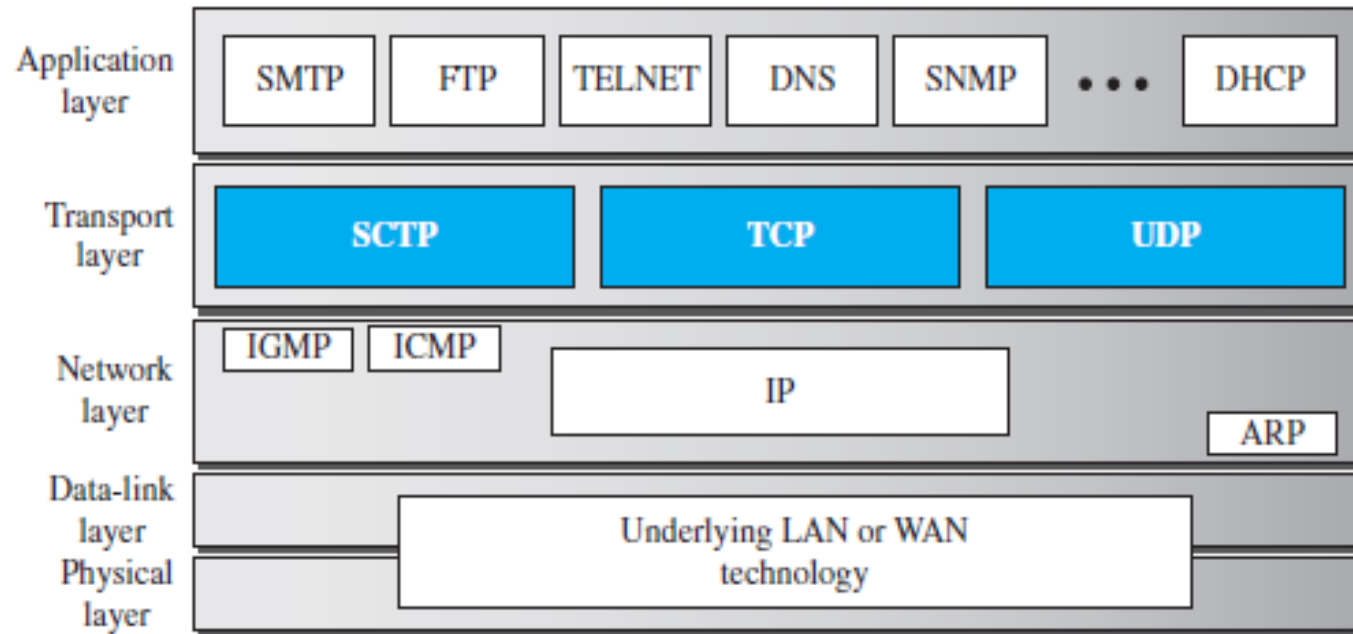 Application
layer
SMTP FTP TELNET DNS SNMP ••• DHCP
Transport
layer
SCTP TCP UDP
Network
layer
IGMP ICMP
IP
ARP
Data-link
layer
Physical
layer
Underlying LAN or WAN
technology